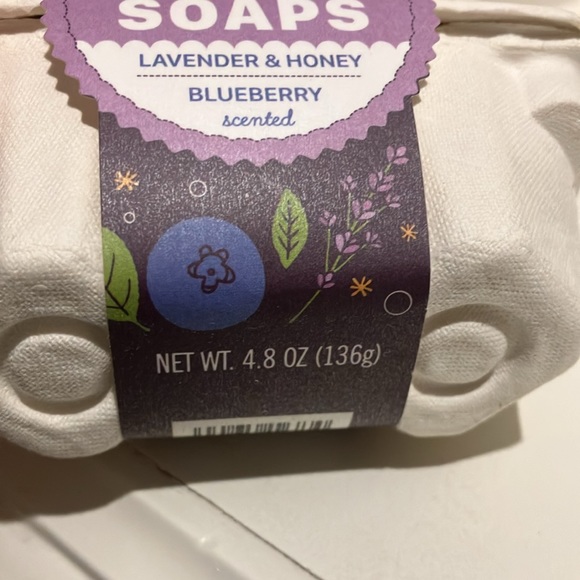 SOAPS
LAVENDER & HONEY
BLUEBERRY
scented
NET WT. 4.8 OZ (136g)